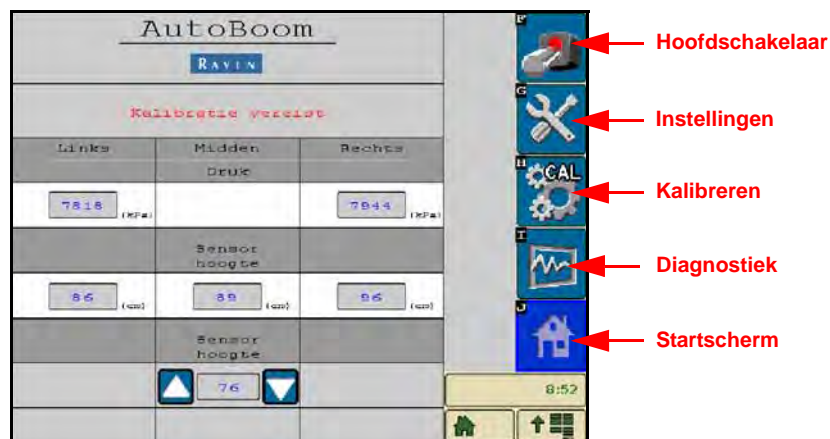 AutoBoom
RAVEN
Kalibratie vereist
Links Midden Rechts
Druk
7818 (kPa) 7944 (kPa)
Sensor
hoogte
86 (cm) 89 (cm) 96 (cm)
Sensor
hoogte
76
F
G
H
CAL
I
J
8:52
Hoofdschakelaar
Instellingen
Kalibreren
Diagnostiek
Startscherm